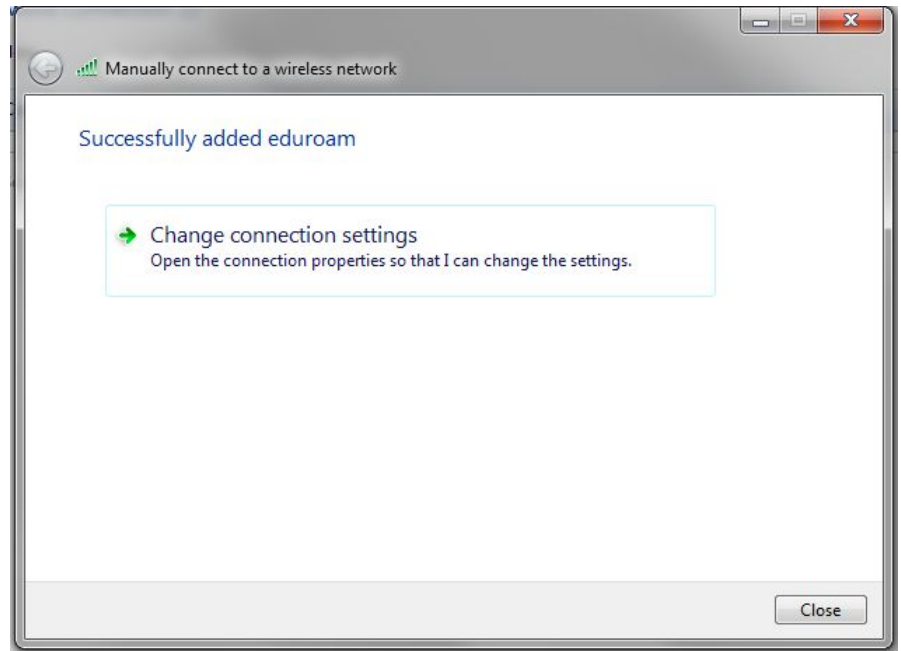 Manually connect to a wireless network
Successfully added eduroam
Change connection settings
Open the connection properties so that I can change the settings.
Close